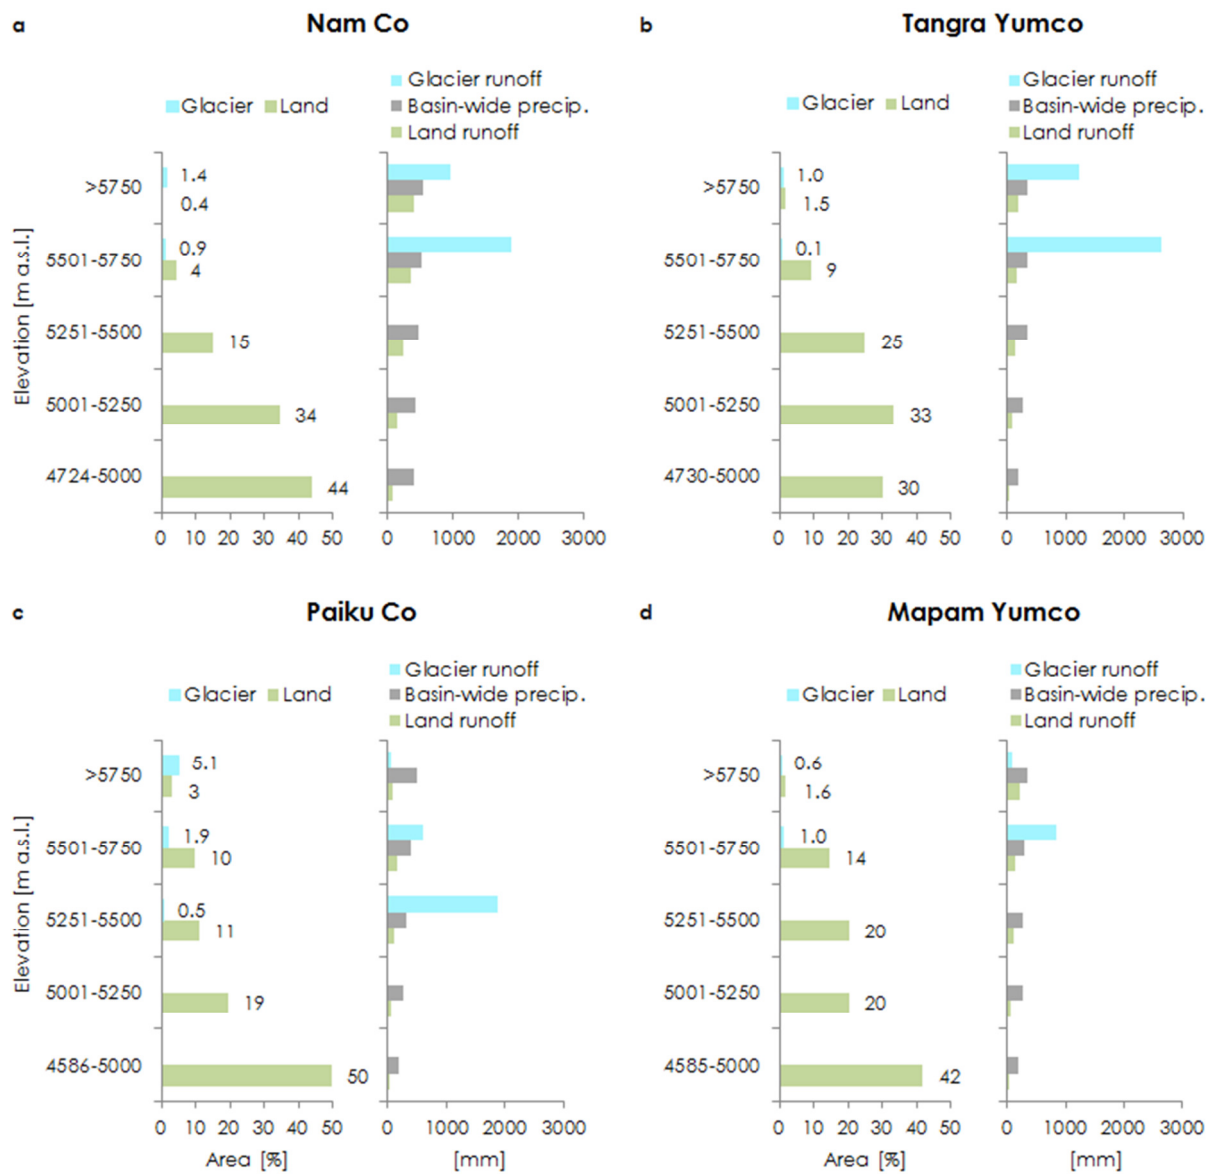 a Nam Co
Glacier Land
Glacier runoff
Basin-wide precip.
Land runoff
Elevation [m a.s.l.]
>5750 1.4
0.4
5501-5750 0.9
4
5251-5500 15
5001-5250 34
4724-5000 44
0 10 20 30 40 50
0 1000 2000 3000
b Tangra Yumco
Glacier Land
Glacier runoff
Basin-wide precip.
Land runoff
>5750 1.0
1.5
5501-5750 0.1
9
5251-5500 25
5001-5250 33
4730-5000 30
0 10 20 30 40 50
0 1000 2000 3000
c Paiku Co
Glacier Land
Glacier runoff
Basin-wide precip.
Land runoff
Elevation [m a.s.l.]
>5750 5.1
3
5501-5750 1.9
10
5251-5500 0.5
11
5001-5250 19
4586-5000 50
0 10 20 30 40 50
Area [%]
0 1000 2000 3000
[mm]
d Mapam Yumco
Glacier Land
Glacier runoff
Basin-wide precip.
Land runoff
>5750 0.6
1.6
5501-5750 1.0
14
5251-5500 20
5001-5250 20
4585-5000 42
0 10 20 30 40 50
Area [%]
0 1000 2000 3000
[mm]